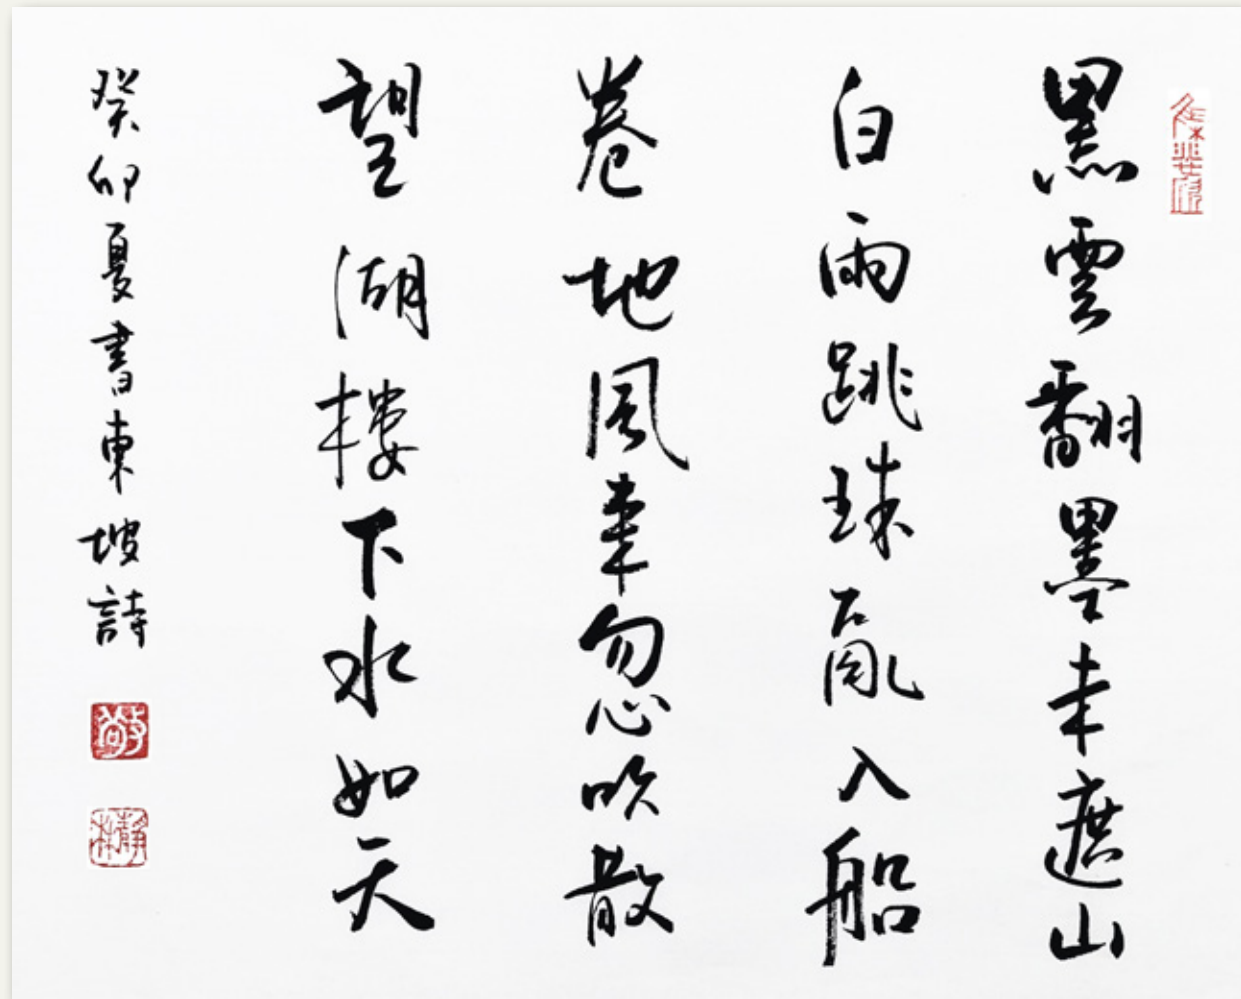 黑雲翻墨未遮山
白雨跳珠亂入船
卷地風來忽吹散
望湖樓下水如天
癸卯夏書東坡詩